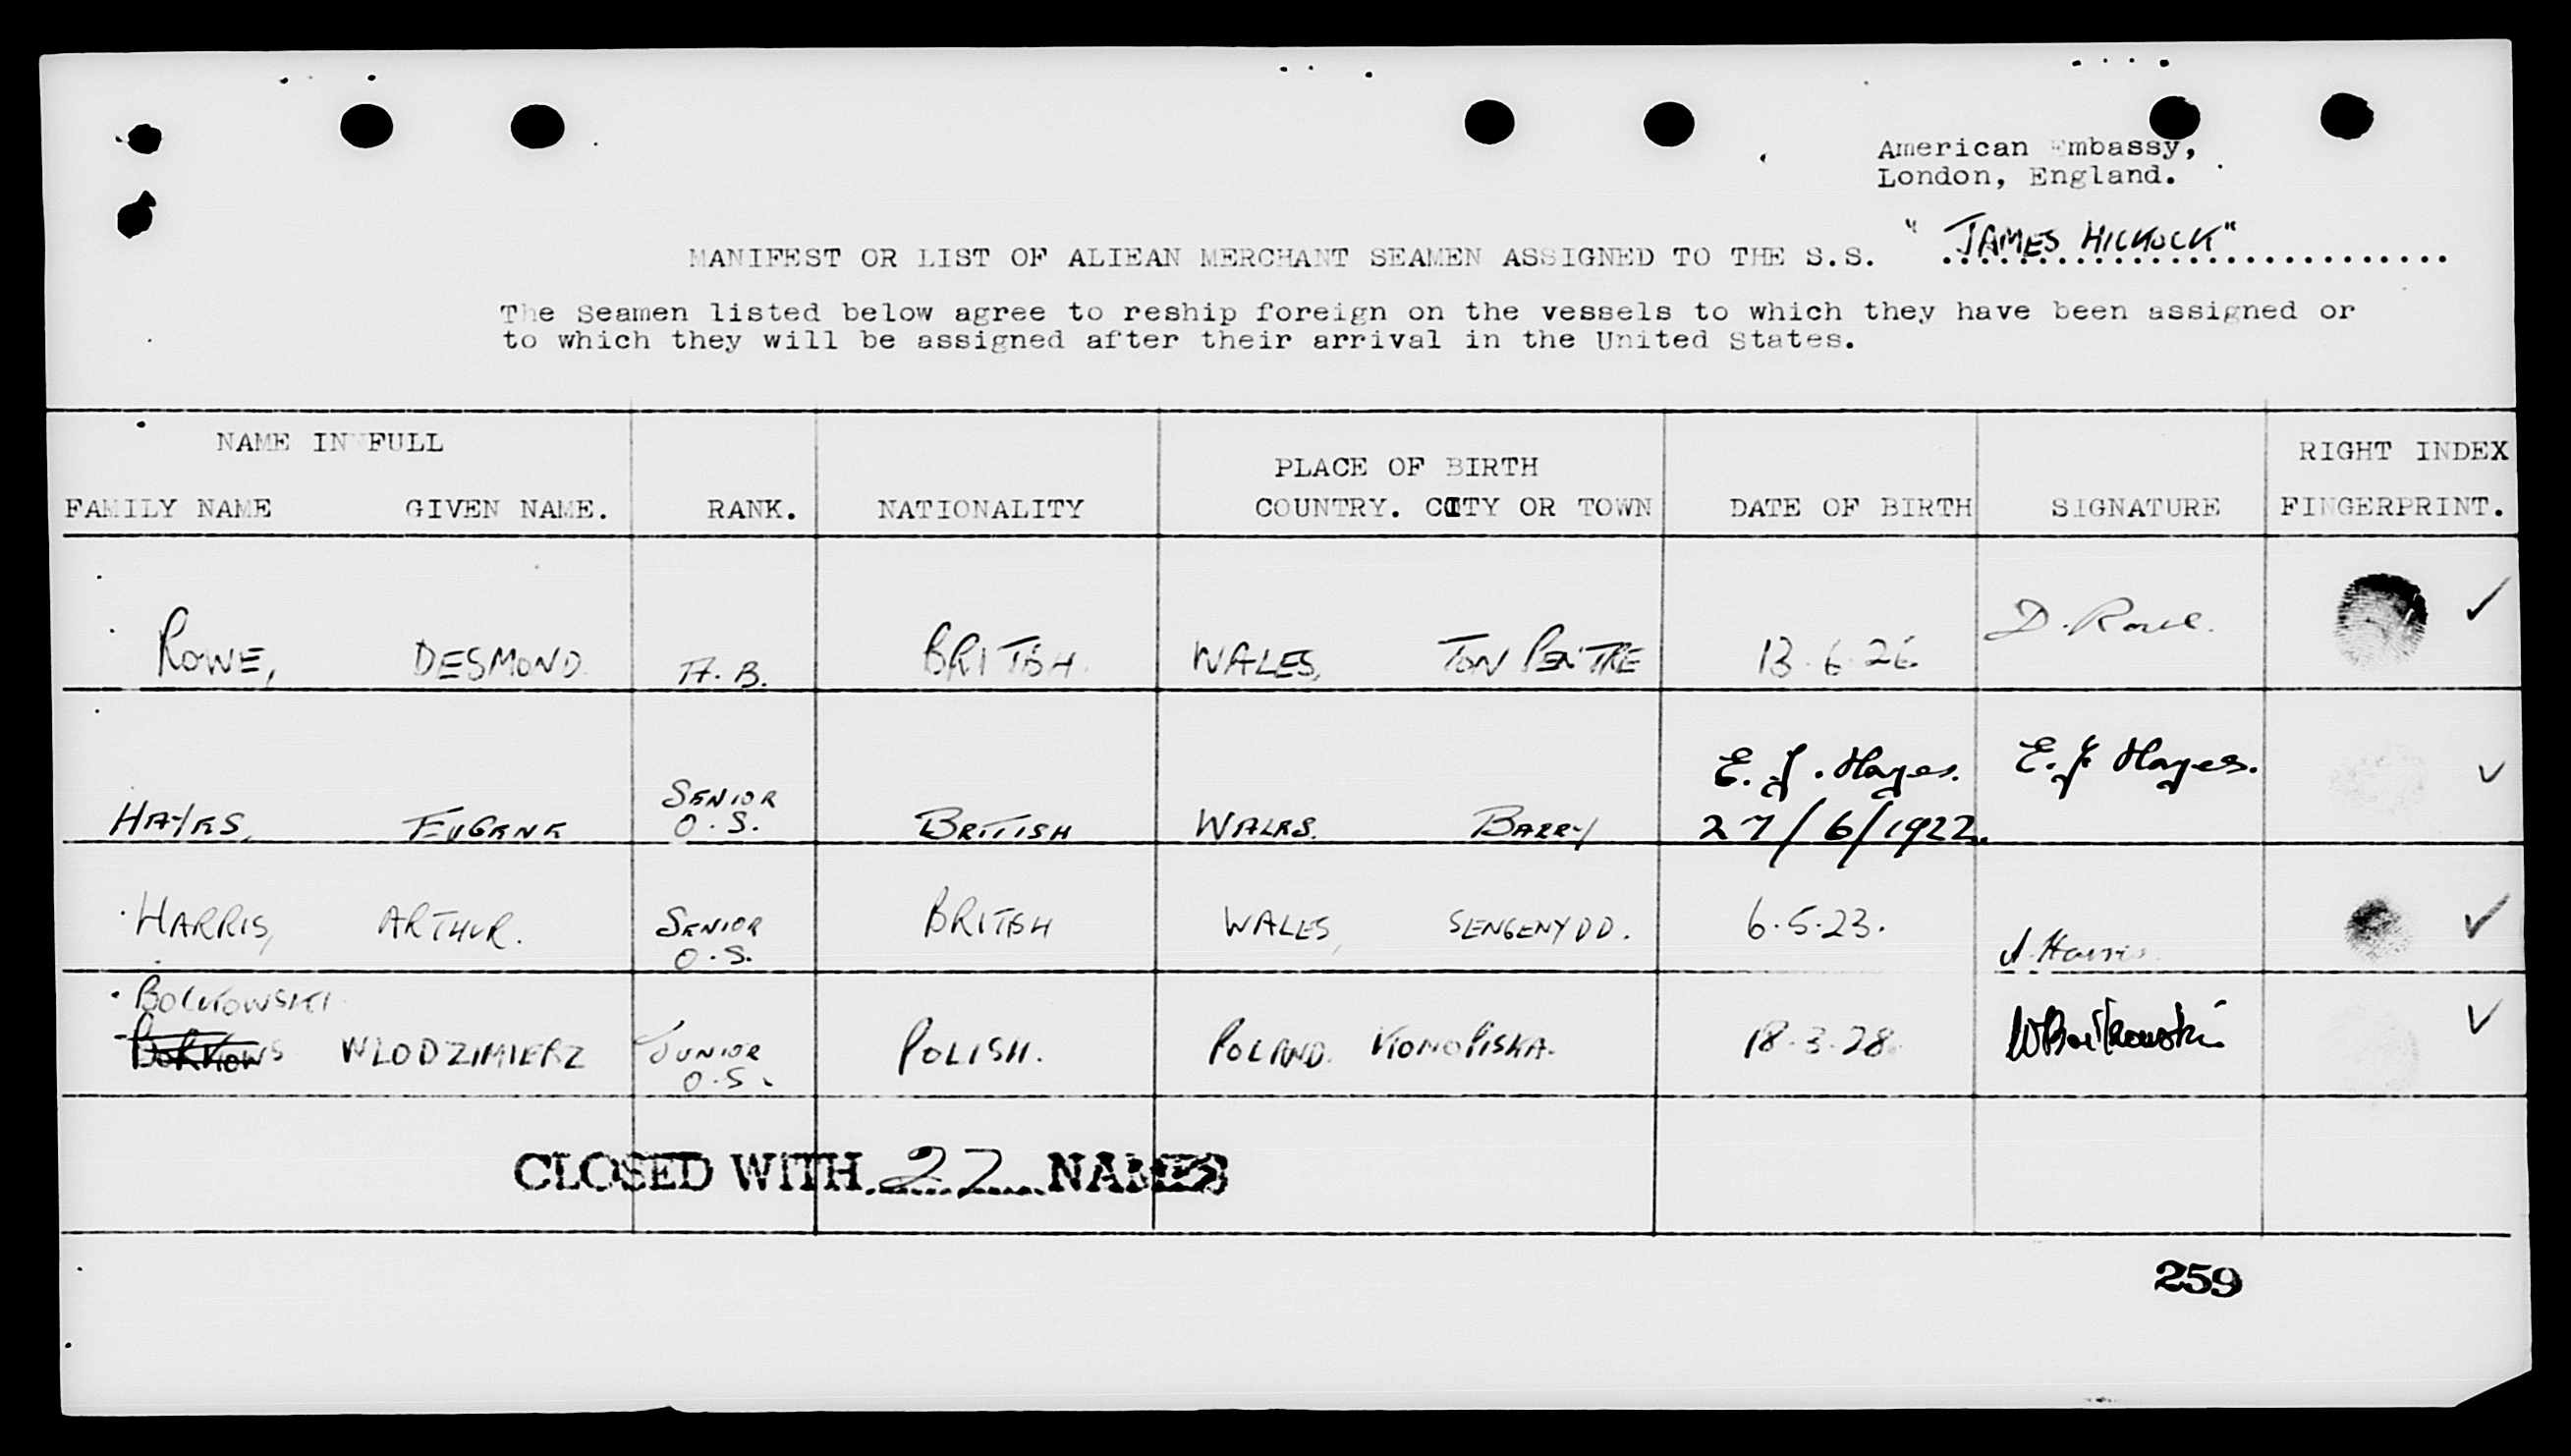 American Embassy,
London, England.
MANIFEST OR LIST OF ALIEAN MERCHANT SEAMEN ASSIGNED TO THE S.S. "JAMES HICKOCK"
The Seamen listed below agree to reship foreign on the vessels to which they have been assigned or
to which they will be assigned after their arrival in the United States.
NAME IN FULL
PLACE OF BIRTH
RIGHT INDEX
FAMILY NAME GIVEN NAME. RANK. NATIONALITY COUNTRY. CITY OR TOWN DATE OF BIRTH SIGNATURE FINGERPRINT.
ROWE, DESMOND A.B. BRITISH WALES, TON PENTRE 13.6.26. D. Rowe.
E. J. Hayes. E. J. Hayes.
HAYES, EUGENE SENIOR O.S. BRITISH WALES. BARRY 27/6/1922.
HARRIS, ARTHUR. SENIOR O.S. BRITISH WALES, SENGENYDD. 6.5.23. A. Harris
WLODZIMIERZ JUNIOR O.S. POLISH. POLAND. 18.3.28.
CLOSED WITH 22 NAMES
259